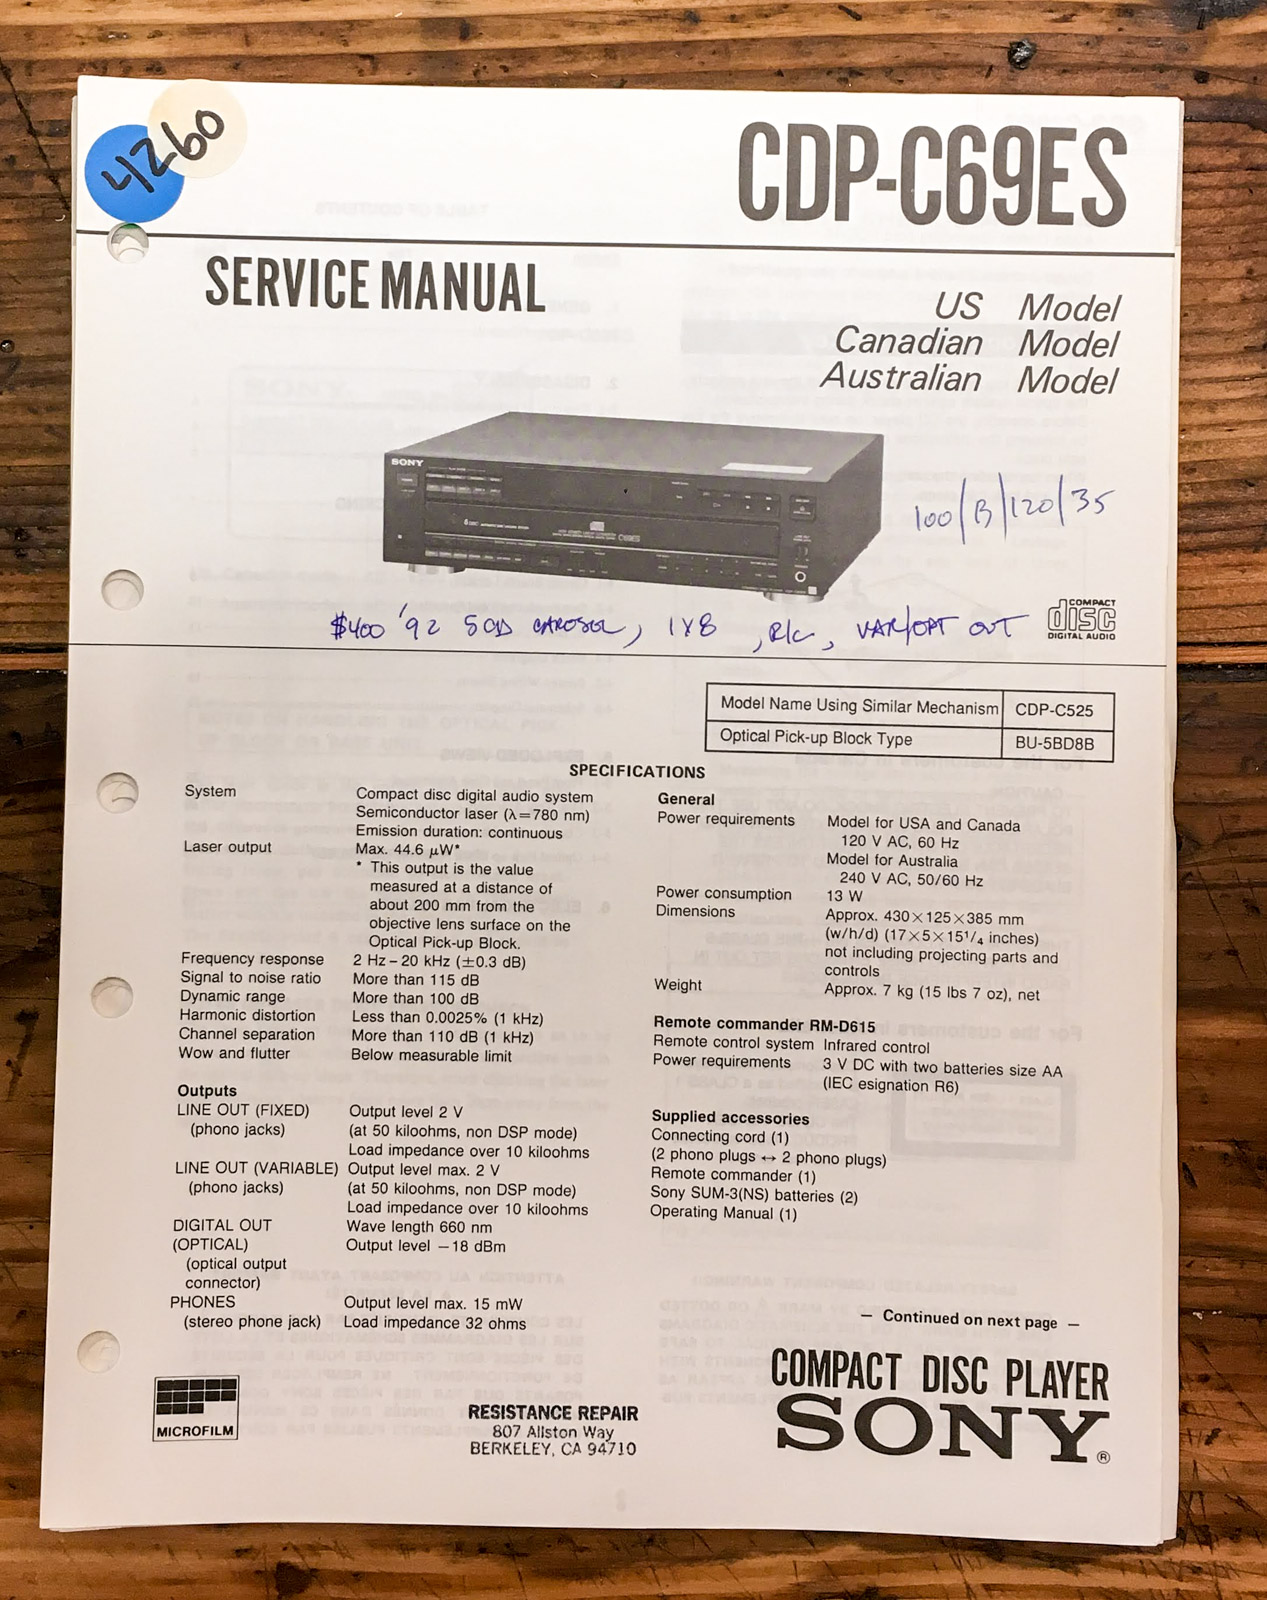 4260
CDP-C69ES
SERVICE MANUAL
US Model
Canadian Model
Australian Model
SONY
C69ES
100/B/120/35
$400 '92 5CD CAROSEL, 1X8, R/C, VAR/OPT OUT
COMPACT
disc
DIGITAL AUDIO
Model Name Using Similar Mechanism CDP-C525
Optical Pick-up Block Type BU-5BD8B
SPECIFICATIONS
System Compact disc digital audio system
Semiconductor laser (λ=780 nm)
Emission duration: continuous
Laser output Max. 44.6 μW*
* This output is the value
measured at a distance of
about 200 mm from the
objective lens surface on the
Optical Pick-up Block.
Frequency response 2 Hz – 20 kHz (±0.3 dB)
Signal to noise ratio More than 115 dB
Dynamic range More than 100 dB
Harmonic distortion Less than 0.0025% (1 kHz)
Channel separation More than 110 dB (1 kHz)
Wow and flutter Below measurable limit
Outputs
LINE OUT (FIXED) Output level 2 V
(phono jacks) (at 50 kiloohms, non DSP mode)
Load impedance over 10 kiloohms
LINE OUT (VARIABLE) Output level max. 2 V
(phono jacks) (at 50 kiloohms, non DSP mode)
Load impedance over 10 kiloohms
DIGITAL OUT Wave length 660 nm
(OPTICAL) Output level –18 dBm
(optical output
connector)
PHONES Output level max. 15 mW
(stereo phone jack) Load impedance 32 ohms
General
Power requirements Model for USA and Canada
120 V AC, 60 Hz
Model for Australia
240 V AC, 50/60 Hz
Power consumption 13 W
Dimensions Approx. 430×125×385 mm
(w/h/d) (17×5×15 1/4 inches)
not including projecting parts and
controls
Weight Approx. 7 kg (15 lbs 7 oz), net
Remote commander RM-D615
Remote control system Infrared control
Power requirements 3 V DC with two batteries size AA
(IEC esignation R6)
Supplied accessories
Connecting cord (1)
(2 phono plugs ↔ 2 phono plugs)
Remote commander (1)
Sony SUM-3(NS) batteries (2)
Operating Manual (1)
– Continued on next page –
MICROFILM
RESISTANCE REPAIR
807 Allston Way
BERKELEY, CA 94710
COMPACT DISC PLAYER
SONY®